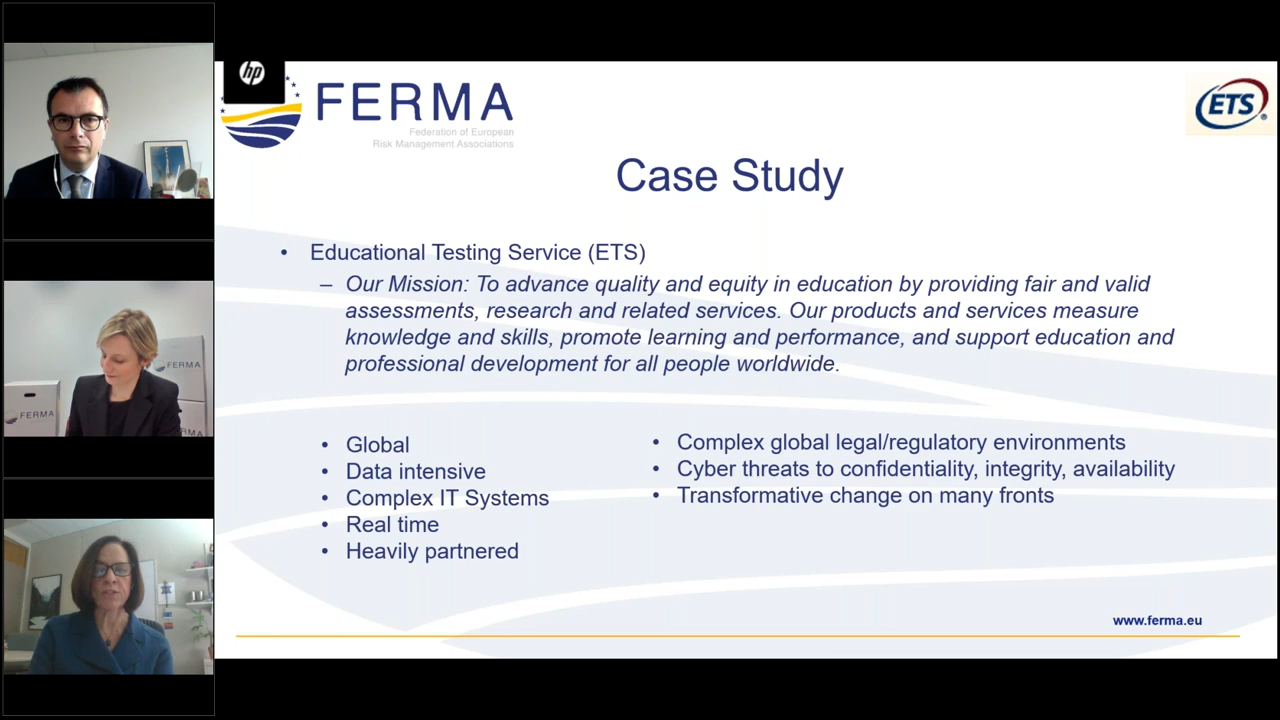 hp
FERMA
Federation of European
Risk Management Associations
ETS
Case Study
• Educational Testing Service (ETS)
– Our Mission: To advance quality and equity in education by providing fair and valid
assessments, research and related services. Our products and services measure
knowledge and skills, promote learning and performance, and support education and
professional development for all people worldwide.
• Global
• Data intensive
• Complex IT Systems
• Real time
• Heavily partnered
• Complex global legal/regulatory environments
• Cyber threats to confidentiality, integrity, availability
• Transformative change on many fronts
www.ferma.eu
FERMA
FERMA
RMA